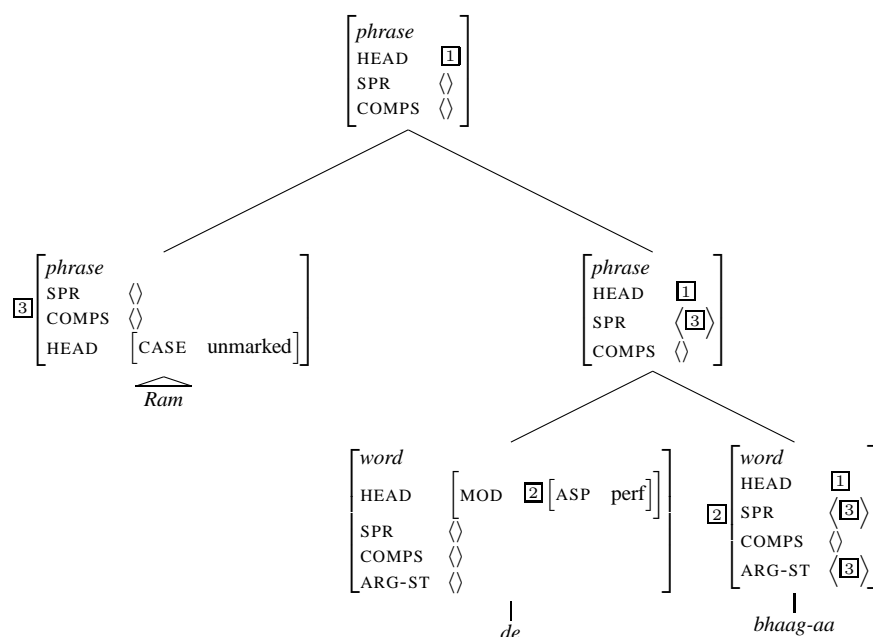 phrase
HEAD 1
SPR ⟨⟩
COMPS ⟨⟩
3 phrase
SPR ⟨⟩
COMPS ⟨⟩
HEAD [CASE unmarked]
Ram
phrase
HEAD 1
SPR ⟨3⟩
COMPS ⟨⟩
word
HEAD [MOD 2[ASP perf]]
SPR ⟨⟩
COMPS ⟨⟩
ARG-ST ⟨⟩
de
2 word
HEAD 1
SPR ⟨3⟩
COMPS ⟨⟩
ARG-ST ⟨3⟩
bhaag-aa